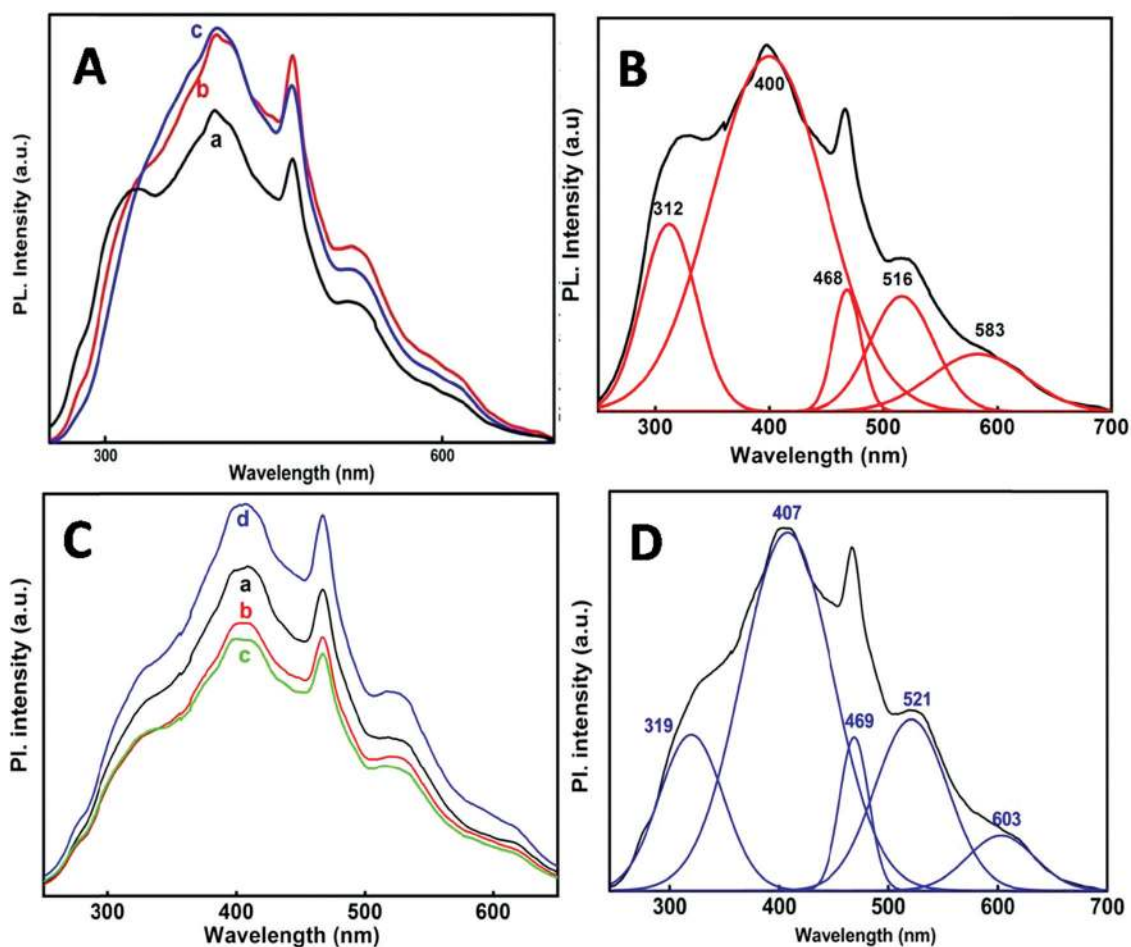 A
c
b
a
PL. Intensity (a.u.)
300
600
Wavelength (nm)
B
400
312
468
516
583
PL. Intensity (a.u)
300
400
500
600
700
Wavelength (nm)
C
d
a
b
c
Pl. intensity (a.u.)
300
400
500
600
Wavelength (nm)
D
407
319
469
521
603
Pl. intensity (a.u.)
300
400
500
600
700
Wavelength (nm)